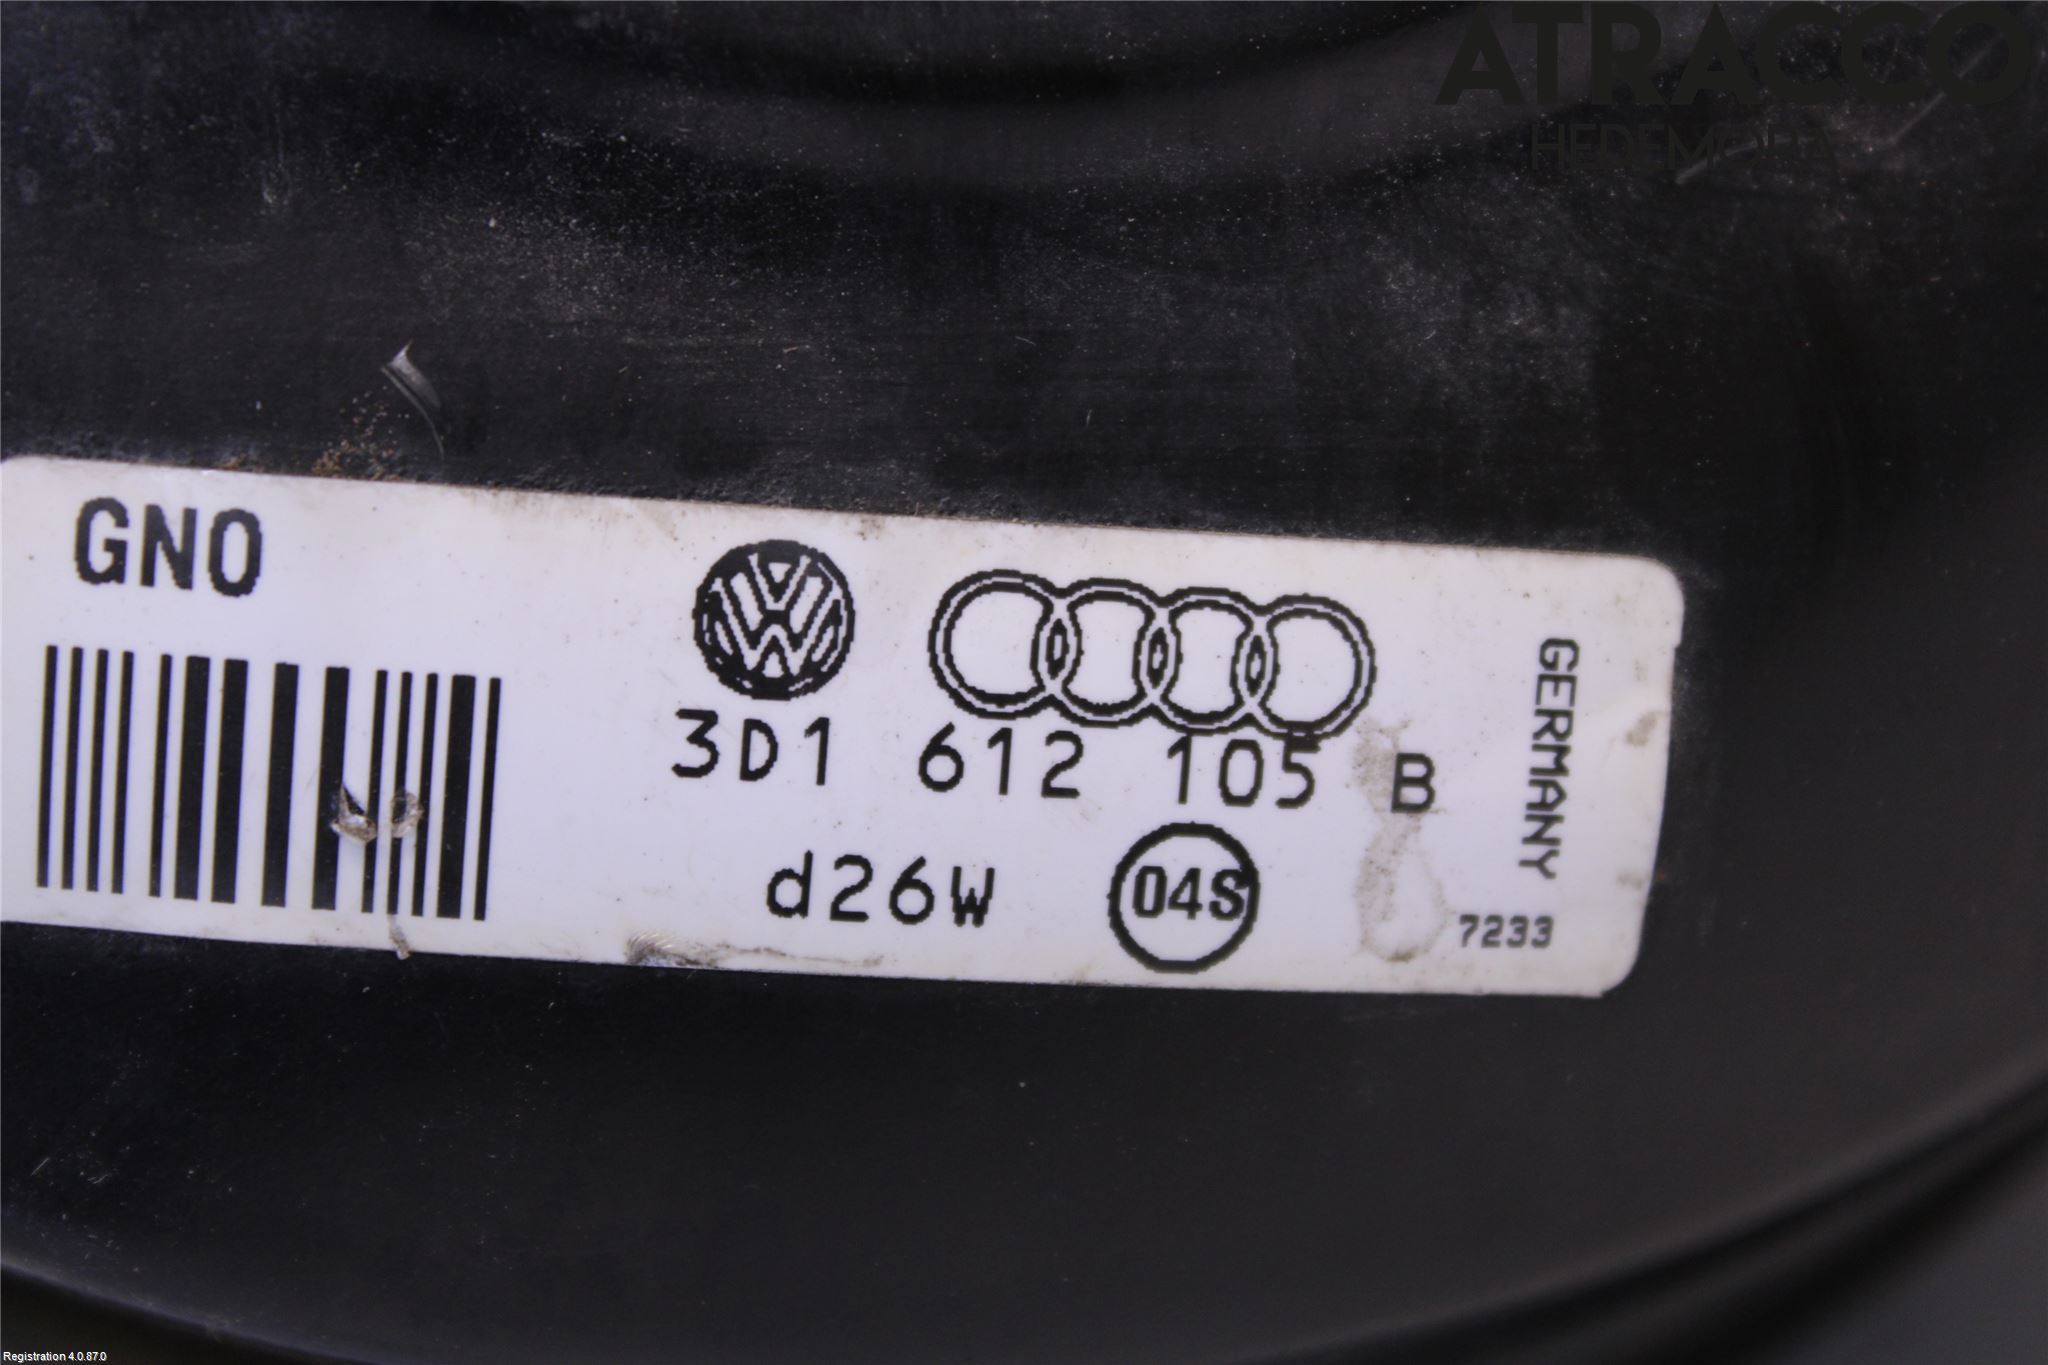 ATRACCO
HEDEMORA
GNO
3D1 612 105 B
d26W
04S
GERMANY
7233
Registration 4.0.87.0